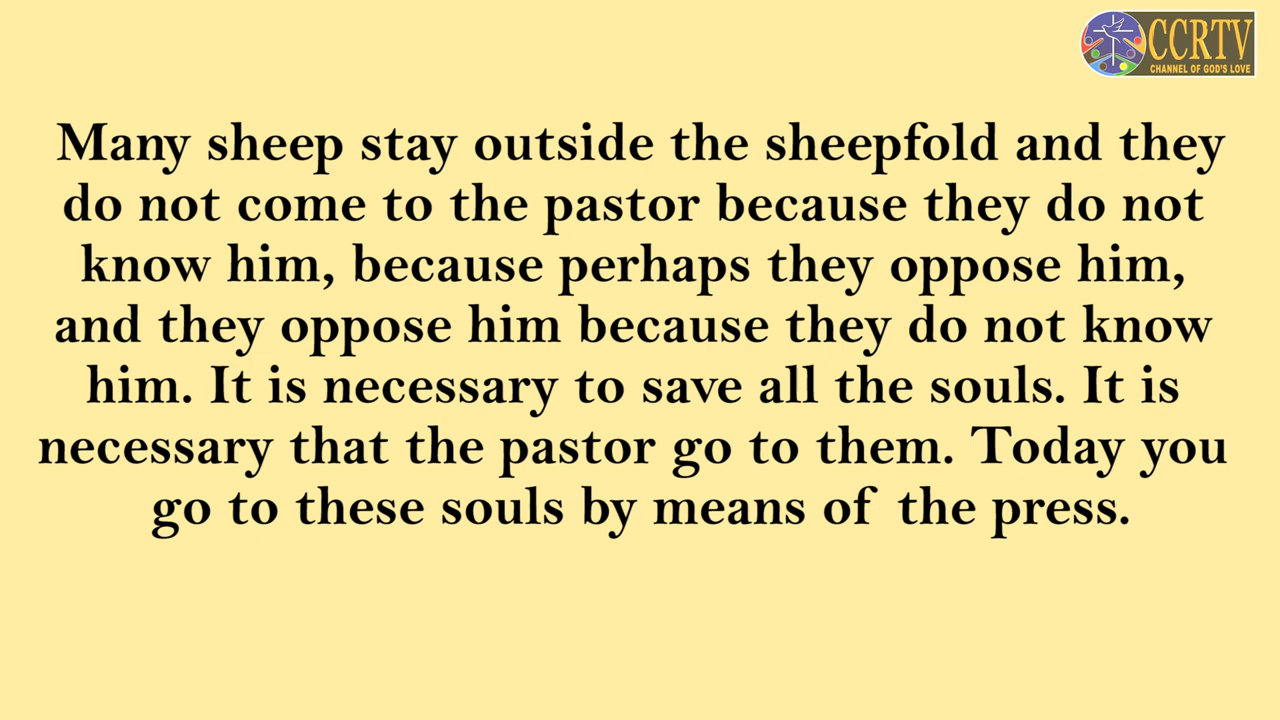 CCRTV
CHANNEL OF GOD'S LOVE
Many sheep stay outside the sheepfold and they
do not come to the pastor because they do not
know him, because perhaps they oppose him,
and they oppose him because they do not know
him. It is necessary to save all the souls. It is
necessary that the pastor go to them. Today you
go to these souls by means of the press.